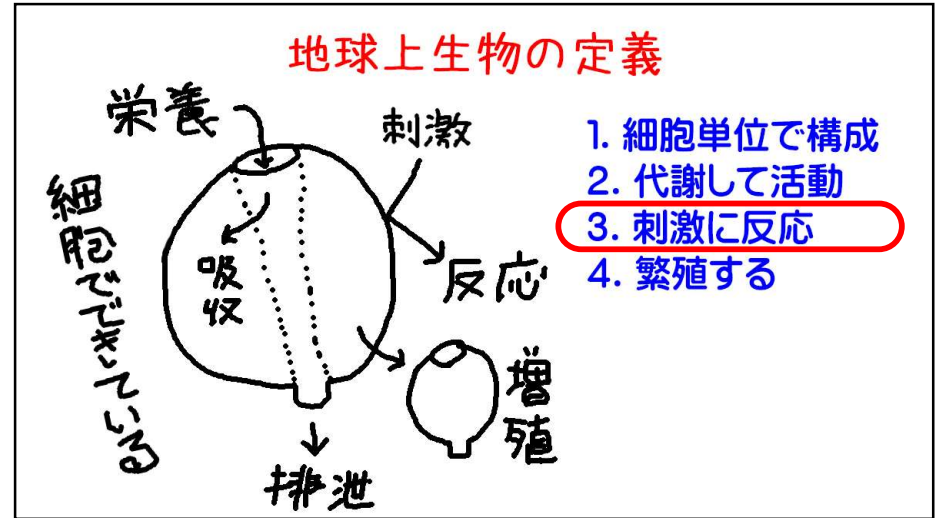 地球上生物の定義
栄養
刺激
細胞でできている
吸収
反応
増殖
排泄
1. 細胞単位で構成
2. 代謝して活動
3. 刺激に反応
4. 繁殖する